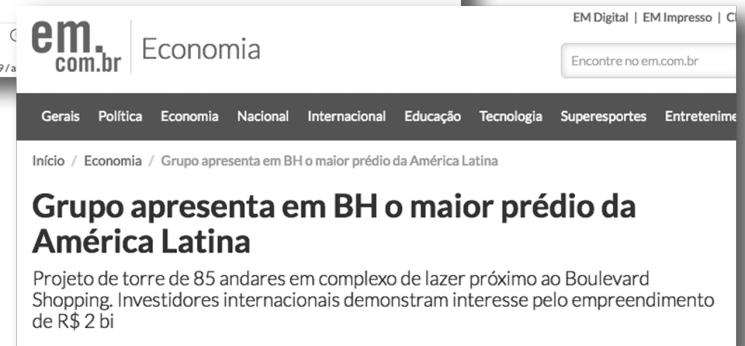 EM Digital | EM Impresso |
em.
com.br
Economia
Encontre no em.com.br
Gerais Política Economia Nacional Internacional Educação Tecnologia Superesportes
Início / Economia / Grupo apresenta em BH o maior prédio da América Latina
Grupo apresenta em BH o maior prédio da
América Latina
Projeto de torre de 85 andares em complexo de lazer próximo ao Boulevard
Shopping. Investidores internacionais demonstram interesse pelo empreendimento
de R$ 2 bi